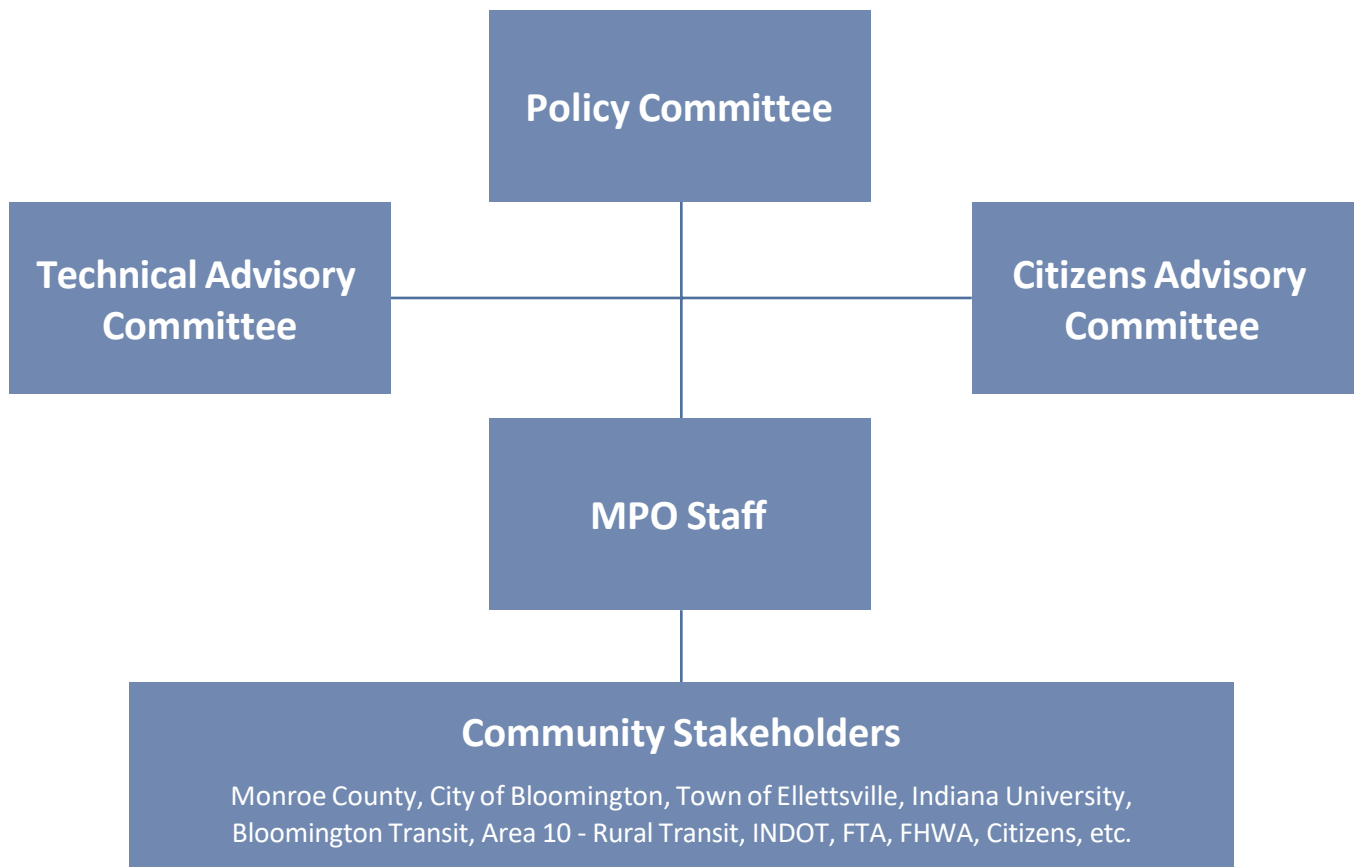 Policy Committee
Technical Advisory
Committee
Citizens Advisory
Committee
MPO Staff
Community Stakeholders
Monroe County, City of Bloomington, Town of Ellettsville, Indiana University,
Bloomington Transit, Area 10 - Rural Transit, INDOT, FTA, FHWA, Citizens, etc.